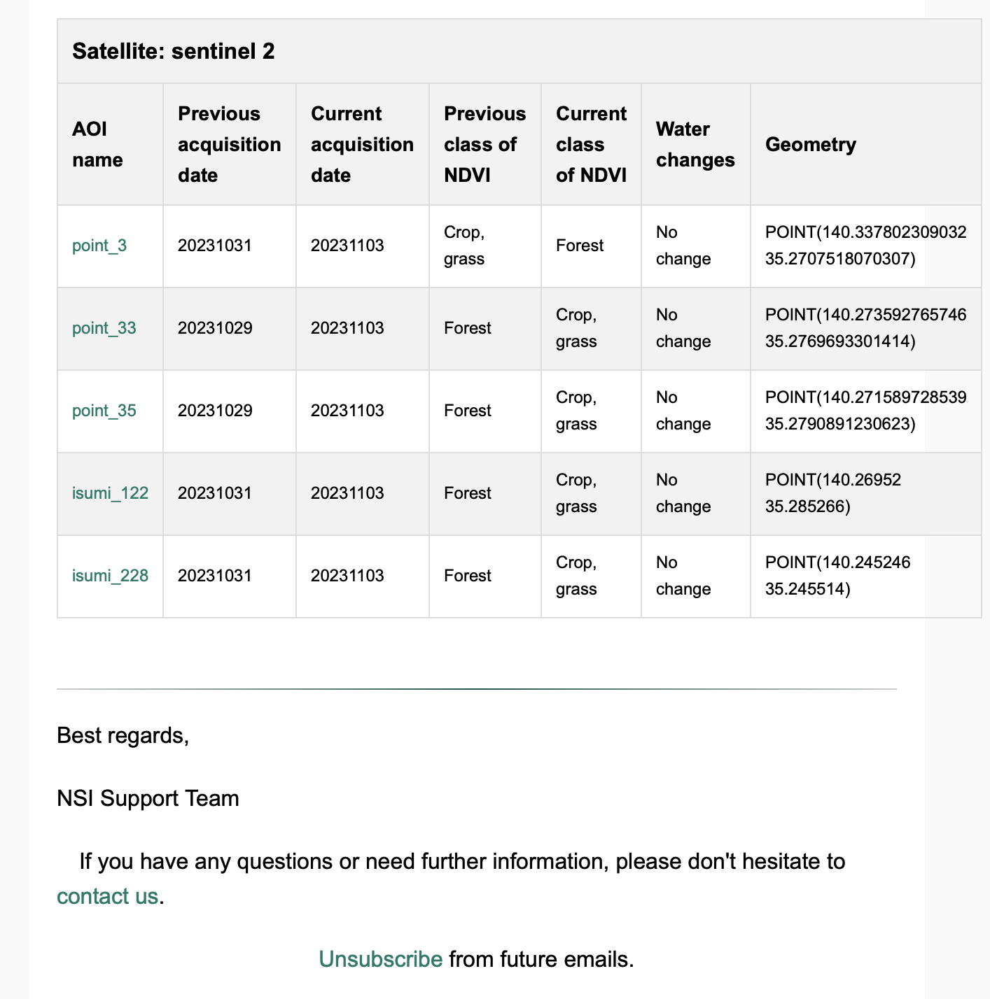 Satellite: sentinel 2
AOI
name
Previous
acquisition
date
Current
acquisition
date
Previous
class of
NDVI
Current
class
of NDVI
Water
changes
Geometry
point_3
20231031
20231103
Crop,
grass
Forest
No
change
POINT(140.337802309032
35.2707518070307)
point_33
20231029
20231103
Forest
Crop,
grass
No
change
POINT(140.273592765746
35.2769693301414)
point_35
20231029
20231103
Forest
Crop,
grass
No
change
POINT(140.271589728539
35.2790891230623)
isumi_122
20231031
20231103
Forest
Crop,
grass
No
change
POINT(140.26952
35.285266)
isumi_228
20231031
20231103
Forest
Crop,
grass
No
change
POINT(140.245246
35.245514)
Best regards,
NSI Support Team
If you have any questions or need further information, please don't hesitate to
contact us.
Unsubscribe from future emails.